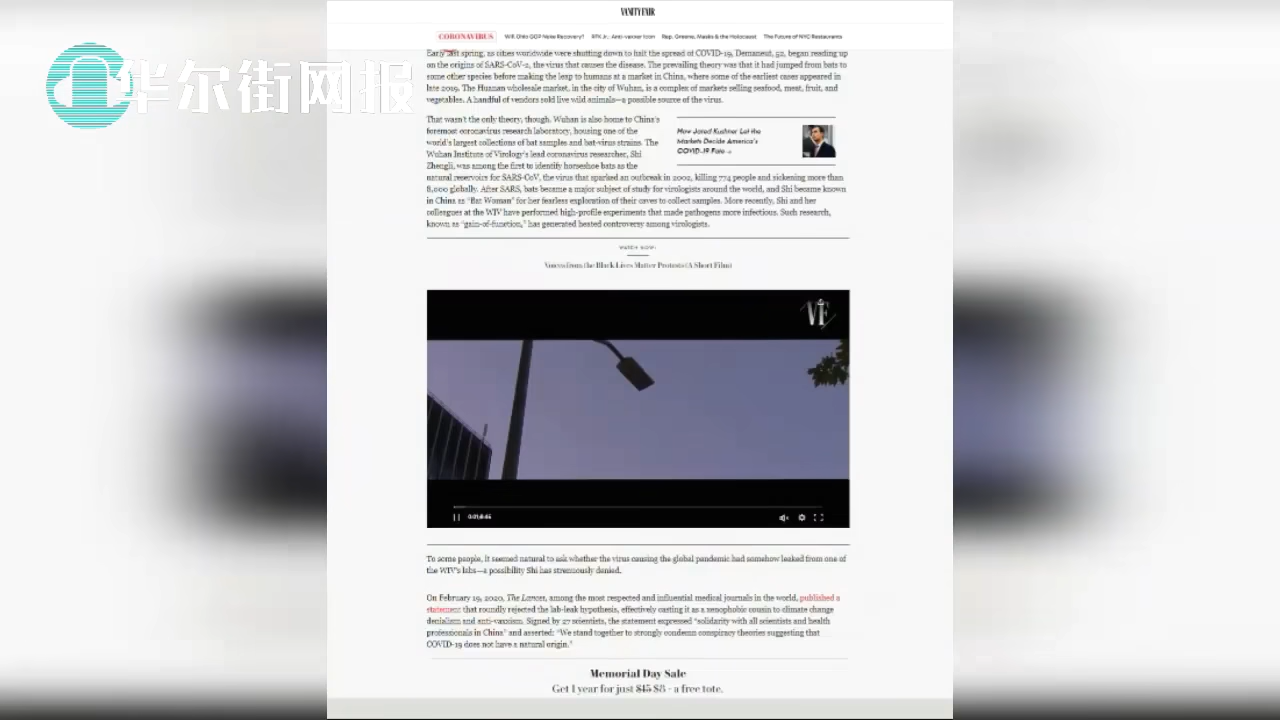 VANITY FAIR
华尔街网报
CORONAVIRUS Will Ohio GOP Nixe Recovery? RFK Jr.: Anti-vaxxer Icon Rep. Greene, Masks & the Holocaust The Future of NYC Restaurants
Early last spring, as cities worldwide were shutting down to halt the spread of COVID-19, Demaneuf, 52, began reading up
on the origins of SARS-CoV-2, the virus that causes the disease. The prevailing theory was that it had jumped from bats to
some other species before making the leap to humans at a market in China, where some of the earliest cases appeared in
late 2019. The Huanan wholesale market, in the city of Wuhan, is a complex of markets selling seafood, meat, fruit, and
vegetables. A handful of vendors sold live wild animals—a possible source of the virus.
That wasn't the only theory, though. Wuhan is also home to China's
foremost coronavirus research laboratory, housing one of the
world's largest collections of bat samples and bat-virus strains. The
Wuhan Institute of Virology's lead coronavirus researcher, Shi
Zhengli, was among the first to identify horseshoe bats as the
natural reservoirs for SARS-CoV, the virus that sparked an outbreak in 2002, killing 774 people and sickening more than
8,000 globally. After SARS, bats became a major subject of study for virologists around the world, and Shi became known
in China as "Bat Woman" for her fearless exploration of their caves to collect samples. More recently, Shi and her
colleagues at the WIV have performed high-profile experiments that made pathogens more infectious. Such research,
known as "gain-of-function," has generated heated controversy among virologists.
How Jared Kushner Let the
Markets Decide America's
COVID-19 Fate →
WATCH NOW:
Voices from the Black Lives Matter Protests (A Short Film)
VF
To some people, it seemed natural to ask whether the virus causing the global pandemic had somehow leaked from one of
the WIV's labs—a possibility Shi has strenuously denied.
On February 19, 2020, The Lancet, among the most respected and influential medical journals in the world, published a
statement that roundly rejected the lab-leak hypothesis, effectively casting it as a xenophobic cousin to climate change
denialism and anti-vaxxism. Signed by 27 scientists, the statement expressed "solidarity with all scientists and health
professionals in China" and asserted: "We stand together to strongly condemn conspiracy theories suggesting that
COVID-19 does not have a natural origin."
Memorial Day Sale
Get 1 year for just $15 $8 + a free tote.